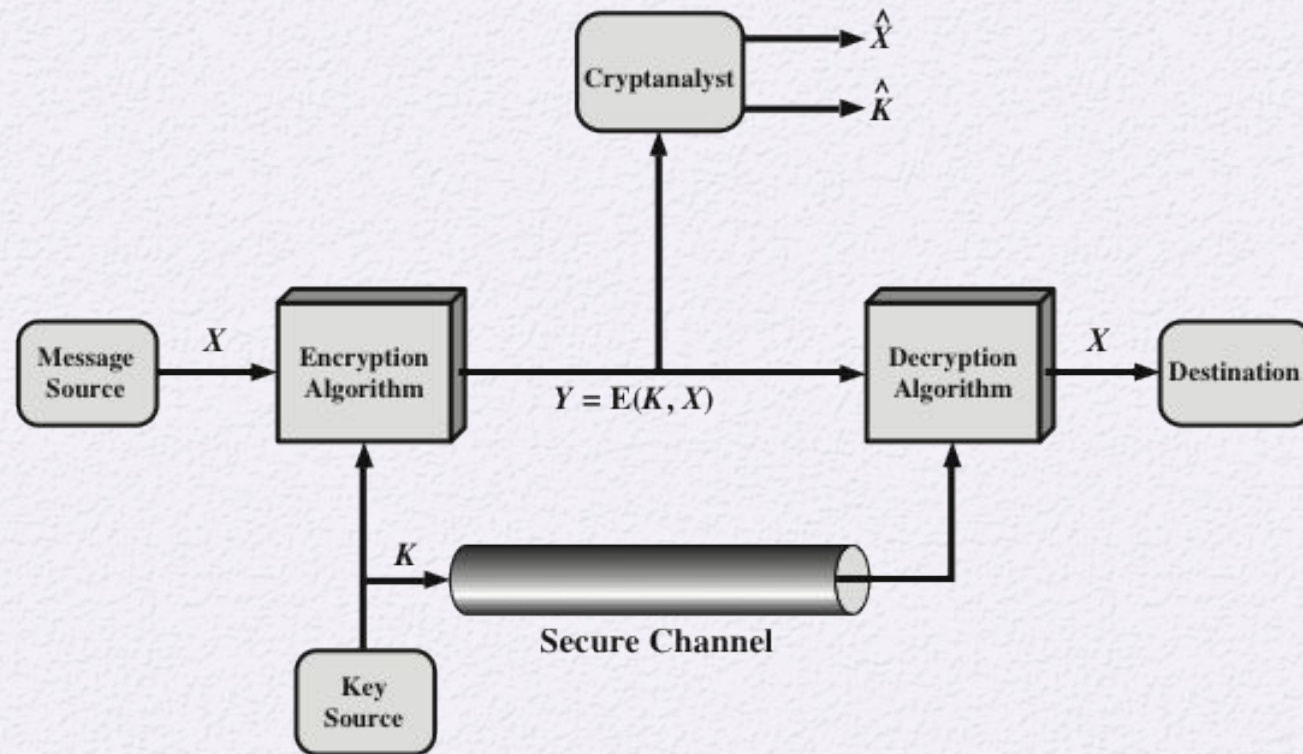 X̂
Cryptanalyst
K̂
Message
Source
X
Encryption
Algorithm
Y = E(K, X)
Decryption
Algorithm
X
Destination
K
Secure Channel
Key
Source